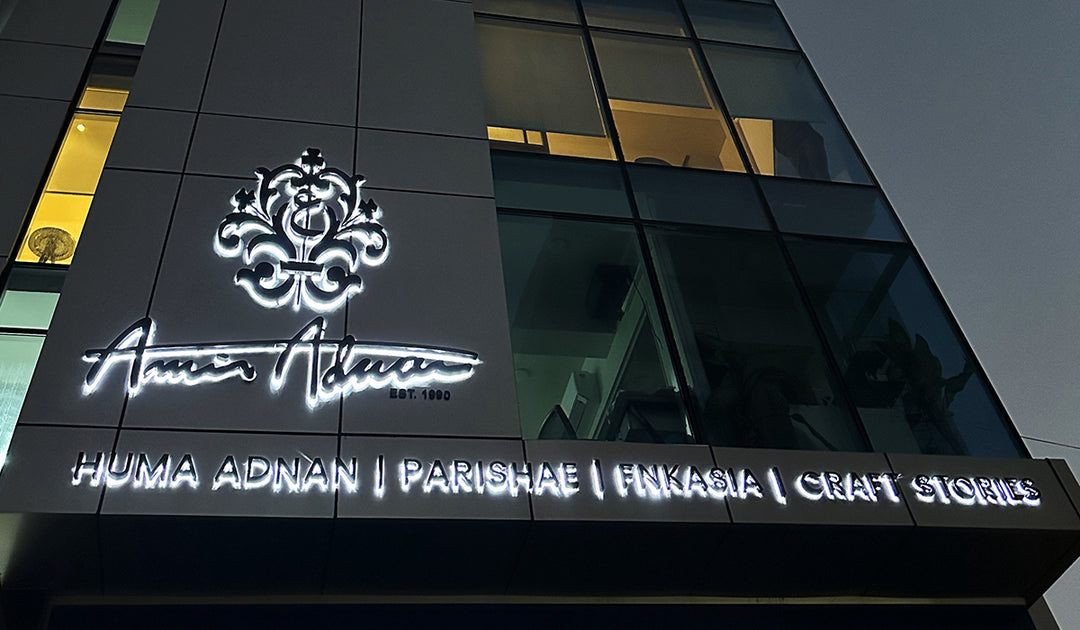 Amir Adnan
EST. 1990
HUMA ADNAN | PARISHAE | FNKASIA | CRAFT STORIES